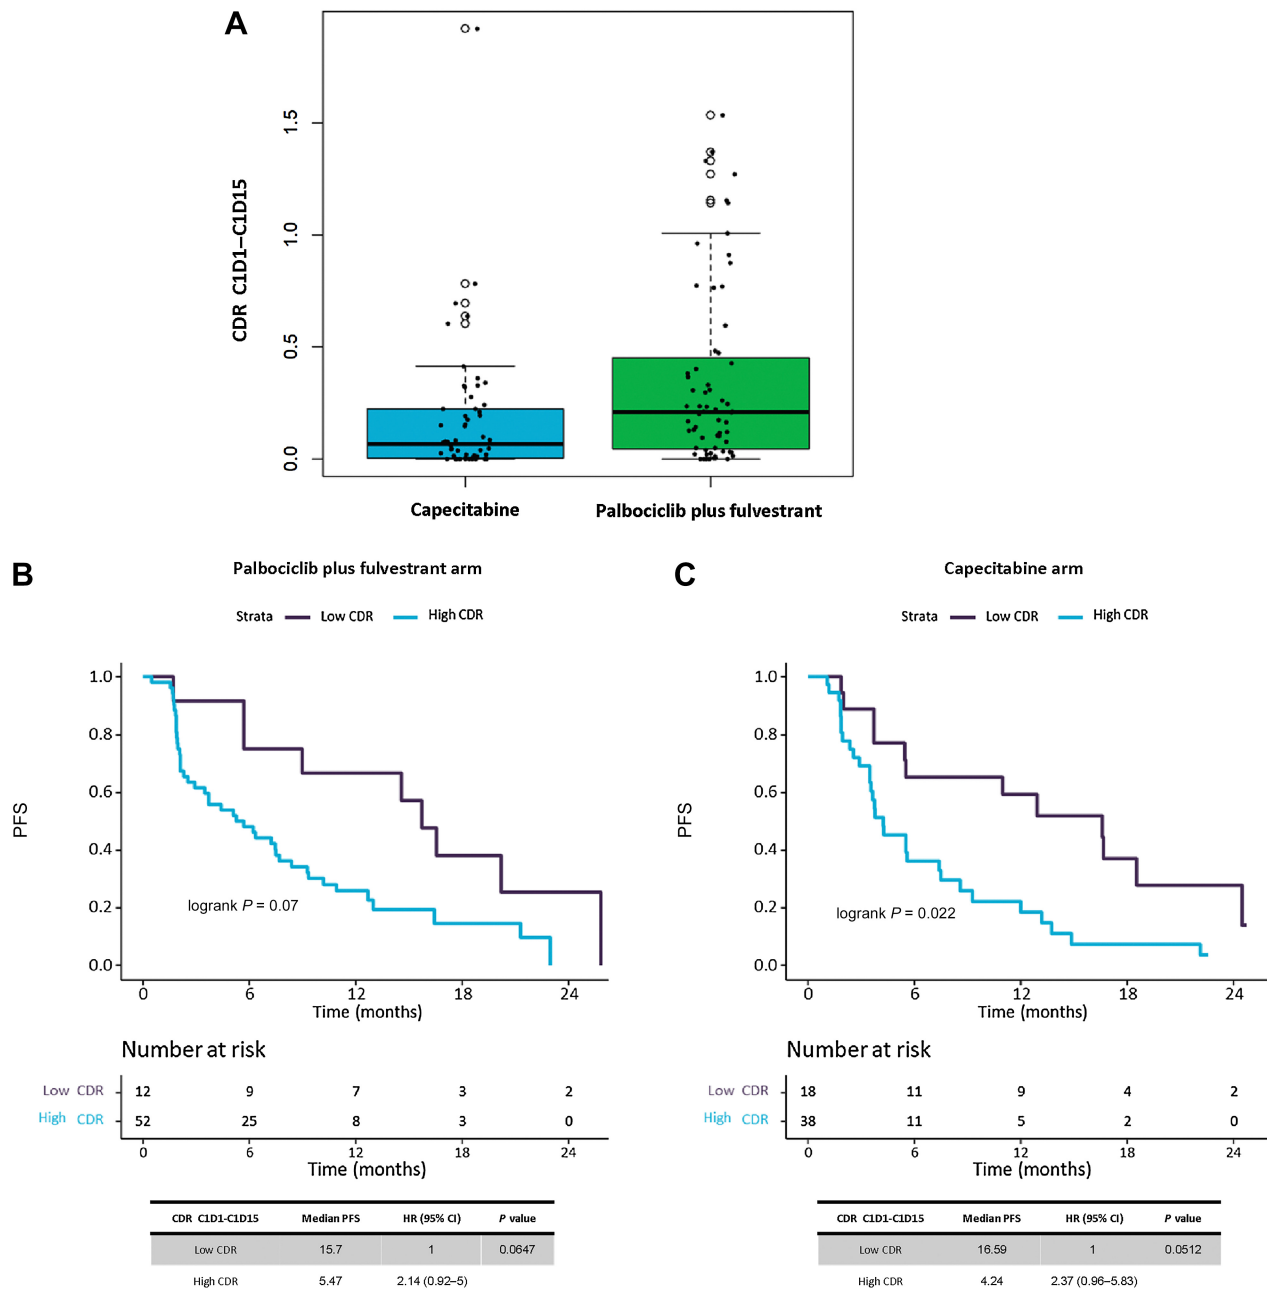 A
CDR C1D1–C1D15
1.5
1.0
0.5
0.0
Capecitabine
Palbociclib plus fulvestrant
B
Palbociclib plus fulvestrant arm
Strata Low CDR High CDR
PFS
1.0
0.8
0.6
0.4
0.2
0.0
logrank P = 0.07
0 6 12 18 24
Time (months)
Number at risk
Low CDR 12 9 7 3 2
High CDR 52 25 8 3 0
0 6 12 18 24
Time (months)
CDR C1D1-C1D15 Median PFS HR (95% CI) P value
Low CDR 15.7 1 0.0647
High CDR 5.47 2.14 (0.92–5)
C
Capecitabine arm
Strata Low CDR High CDR
PFS
1.0
0.8
0.6
0.4
0.2
0.0
logrank P = 0.022
0 6 12 18 24
Time (months)
Number at risk
Low CDR 18 11 9 4 2
High CDR 38 11 5 2 0
0 6 12 18 24
Time (months)
CDR C1D1-C1D15 Median PFS HR (95% CI) P value
Low CDR 16.59 1 0.0512
High CDR 4.24 2.37 (0.96–5.83)